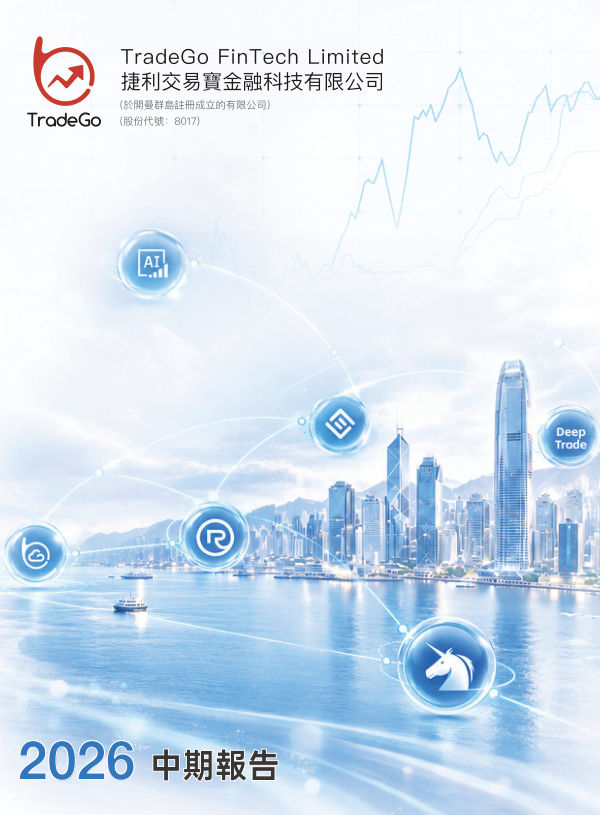 TradeGo
TradeGo FinTech Limited
捷利交易寶金融科技有限公司
(於開曼群島註冊成立的有限公司)
(股份代號：8017)
AI
Deep
Trade
R
2026 中期報告